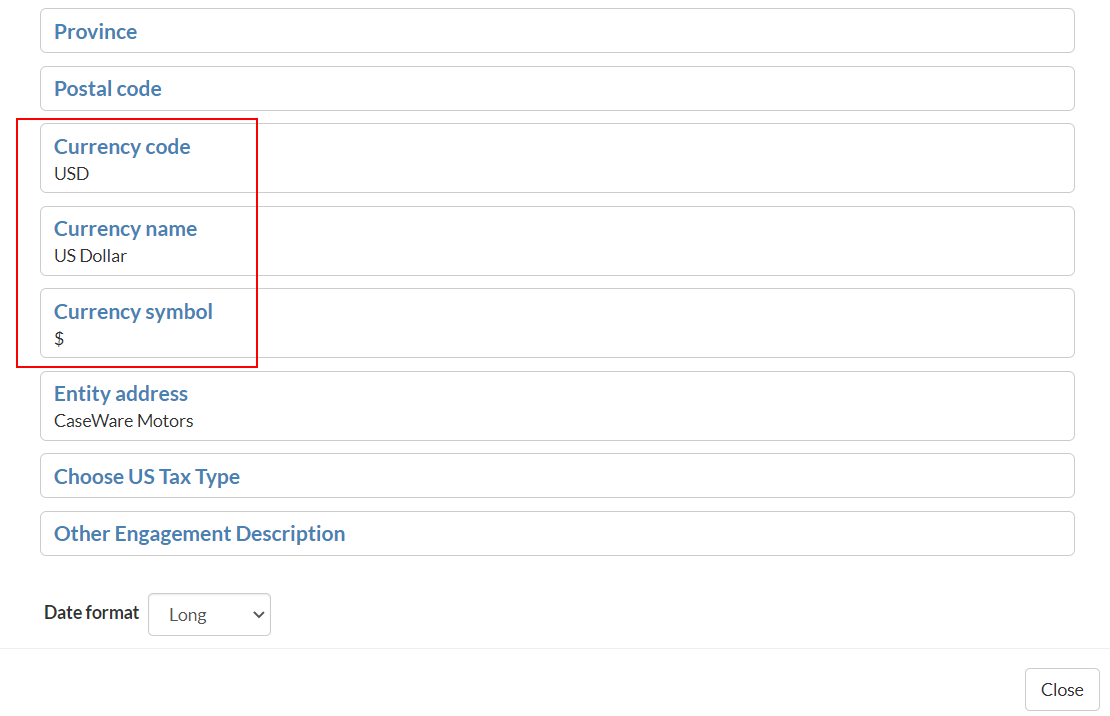 Province
Postal code
Currency code
USD
Currency name
US Dollar
Currency symbol
$
Entity address
CaseWare Motors
Choose US Tax Type
Other Engagement Description
Date format Long
Close